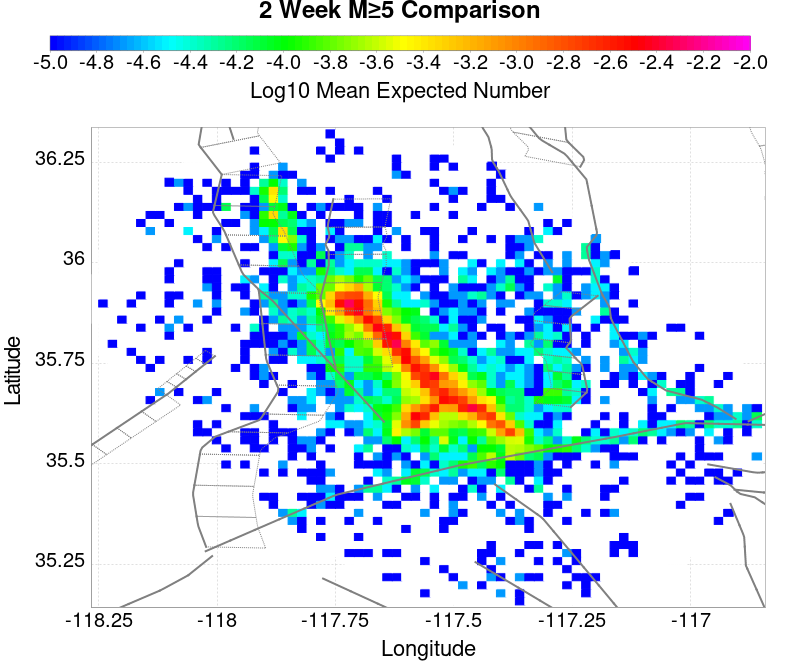 2 Week M≥5 Comparison
-5.0 -4.8 -4.6 -4.4 -4.2 -4.0 -3.8 -3.6 -3.4 -3.2 -3.0 -2.8 -2.6 -2.4 -2.2 -2.0
Log10 Mean Expected Number
36.25
36
35.75
35.5
35.25
Latitude
-118.25 -118 -117.75 -117.5 -117.25 -117
Longitude